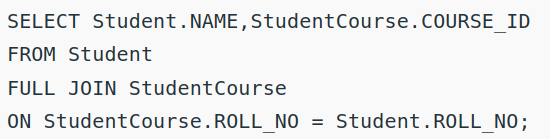 SELECT Student.NAME,StudentCourse.COURSE_ID
FROM Student
FULL JOIN StudentCourse
ON StudentCourse.ROLL_NO = Student.ROLL_NO;